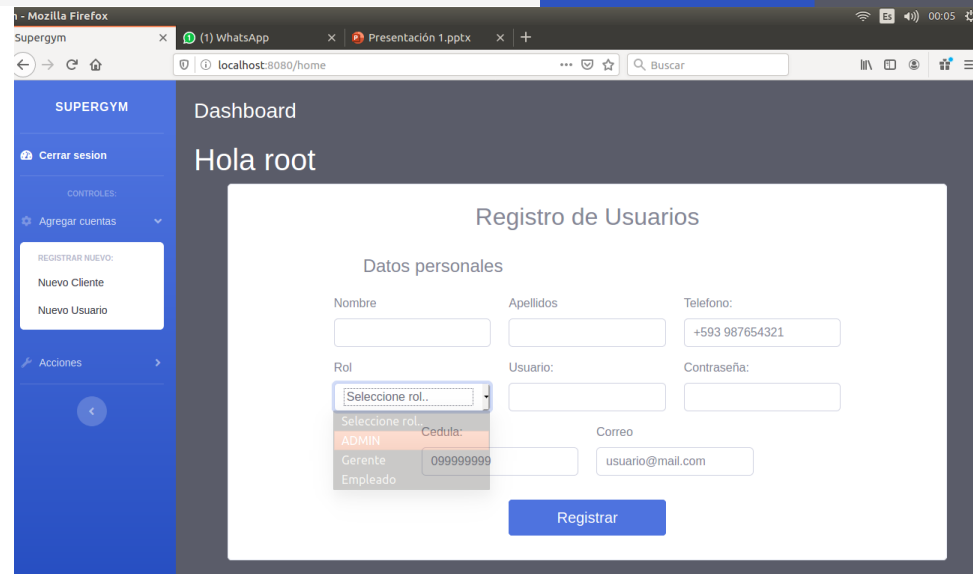 n - Mozilla Firefox
Es
00:05
Supergym
(1) WhatsApp
Presentación 1.pptx
localhost:8080/home
Buscar
SUPERGYM
Cerrar sesion
CONTROLES:
Agregar cuentas
REGISTRAR NUEVO:
Nuevo Cliente
Nuevo Usuario
Acciones
Dashboard
Hola root
Registro de Usuarios
Datos personales
Nombre
Apellidos
Telefono:
+593 987654321
Rol
Usuario:
Contraseña:
Seleccione rol..
Seleccione rol..
ADMIN
Gerente
Empleado
Cedula:
Correo
099999999
usuario@mail.com
Registrar